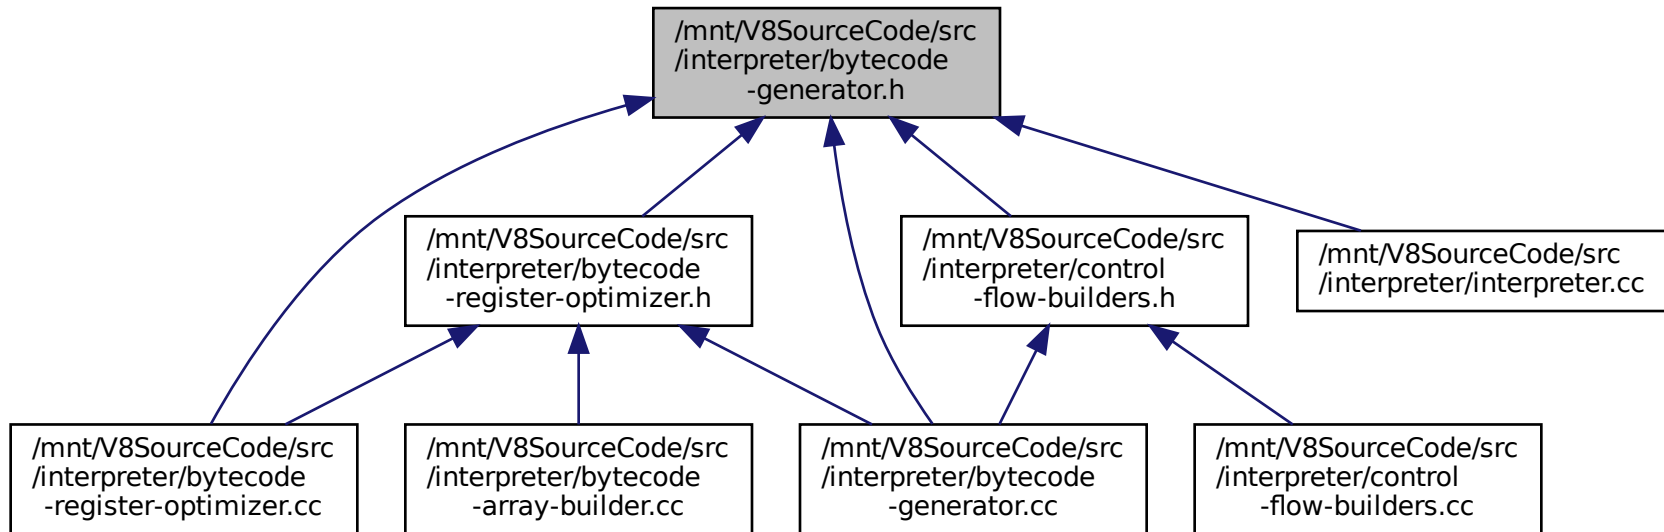 /mnt/V8SourceCode/src
/interpreter/bytecode
-generator.h
/mnt/V8SourceCode/src
/interpreter/bytecode
-register-optimizer.h
/mnt/V8SourceCode/src
/interpreter/control
-flow-builders.h
/mnt/V8SourceCode/src
/interpreter/interpreter.cc
/mnt/V8SourceCode/src
/interpreter/bytecode
-register-optimizer.cc
/mnt/V8SourceCode/src
/interpreter/bytecode
-array-builder.cc
/mnt/V8SourceCode/src
/interpreter/bytecode
-generator.cc
/mnt/V8SourceCode/src
/interpreter/control
-flow-builders.cc